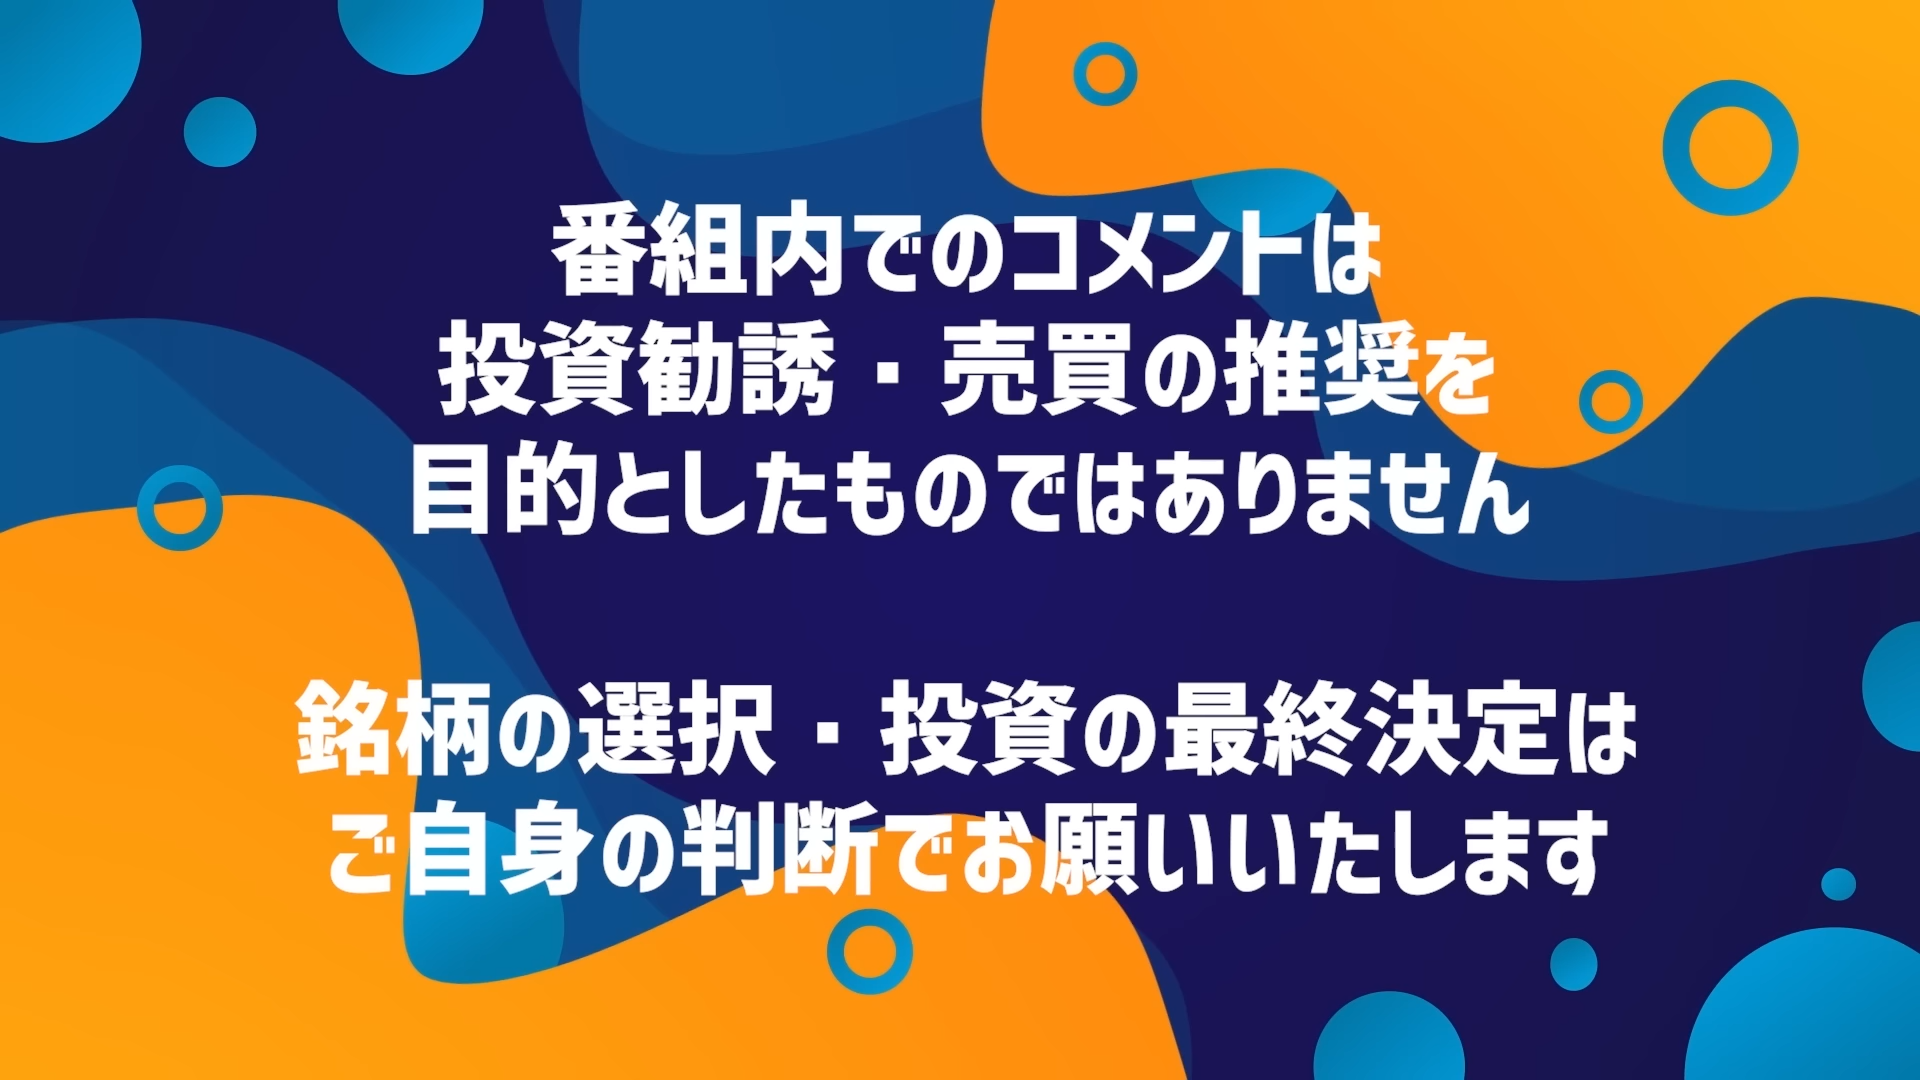 番組内でのコメントは
投資勧誘・売買の推奨を
目的としたものではありません
銘柄の選択・投資の最終決定は
ご自身の判断でお願いいたします